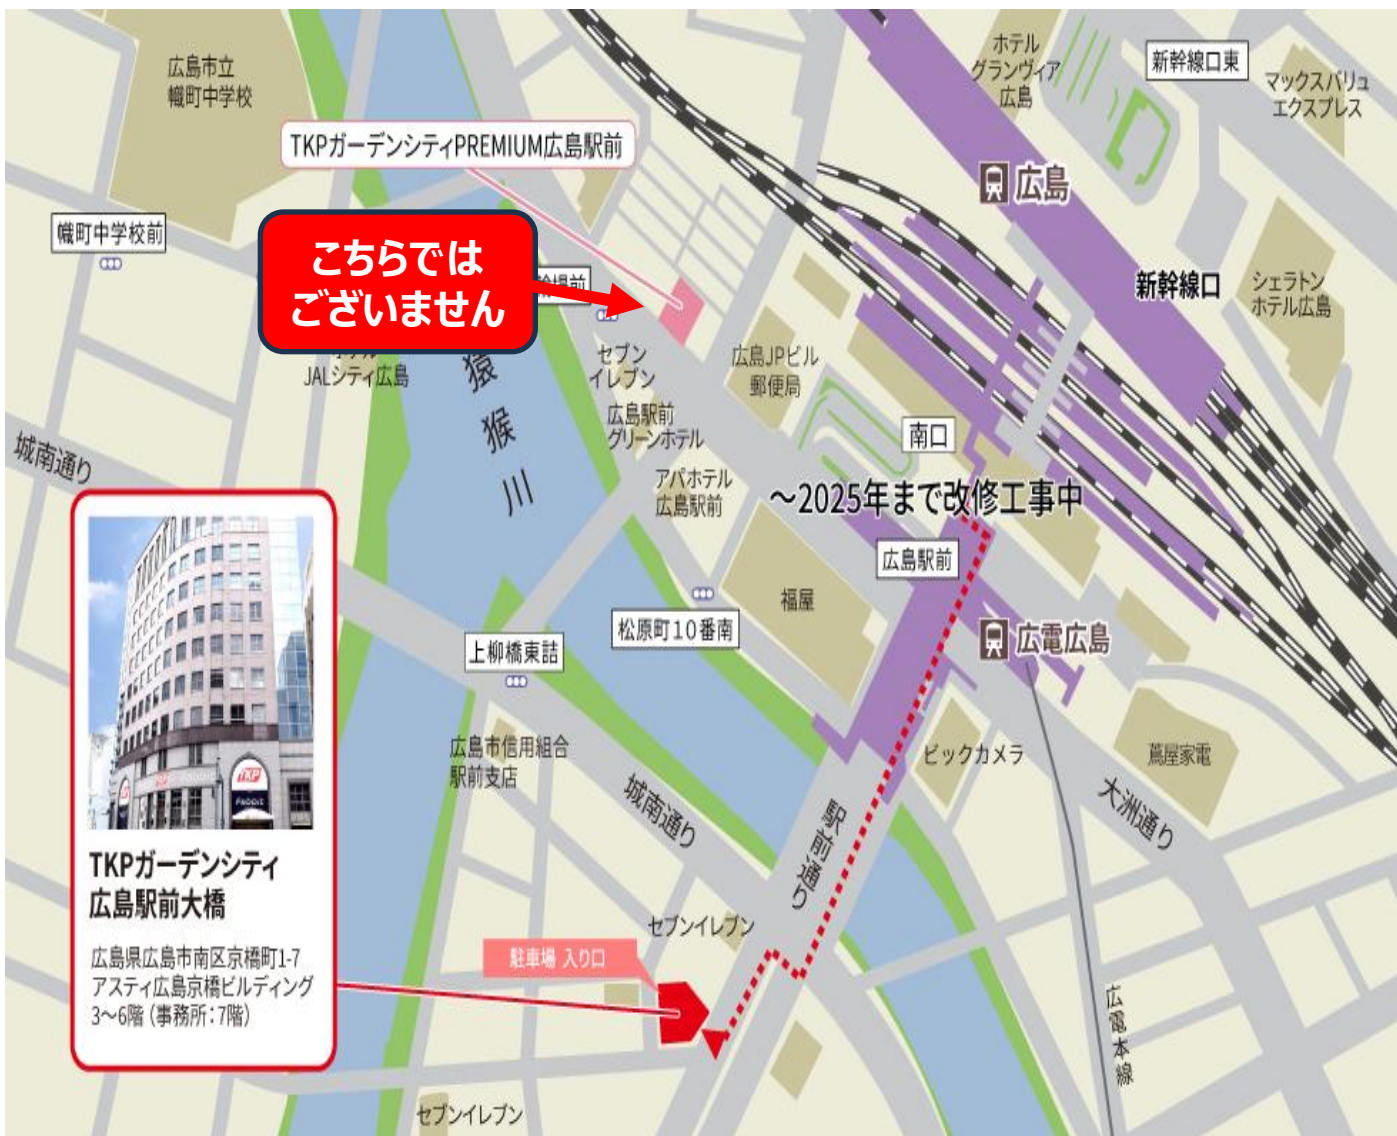 広島市立
幟町中学校
ホテル
グランヴィア
広島
新幹線口東
マックスバリュ
エクスプレス
TKPガーデンシティPREMIUM広島駅前
広島
幟町中学校前
こちらでは
ございません
場前
新幹線口
シェラトン
ホテル広島
JALシティ広島
猿猴川
セブン
イレブン
広島JPビル
郵便局
広島駅前
グリーンホテル
南口
城南通り
アパホテル
広島駅前
～2025年まで改修工事中
広島駅前
福屋
松原町10番南
上柳橋東詰
広電広島
広島市信用組合
駅前支店
ビックカメラ
蔦屋家電
城南通り
駅前通り
大洲通り
TKP
TKP
fabbit
TKPガーデンシティ
広島駅前大橋
広島県広島市南区京橋町1-7
アスティ広島京橋ビルディング
3～6階（事務所：7階）
セブンイレブン
駐車場 入り口
広電本線
セブンイレブン